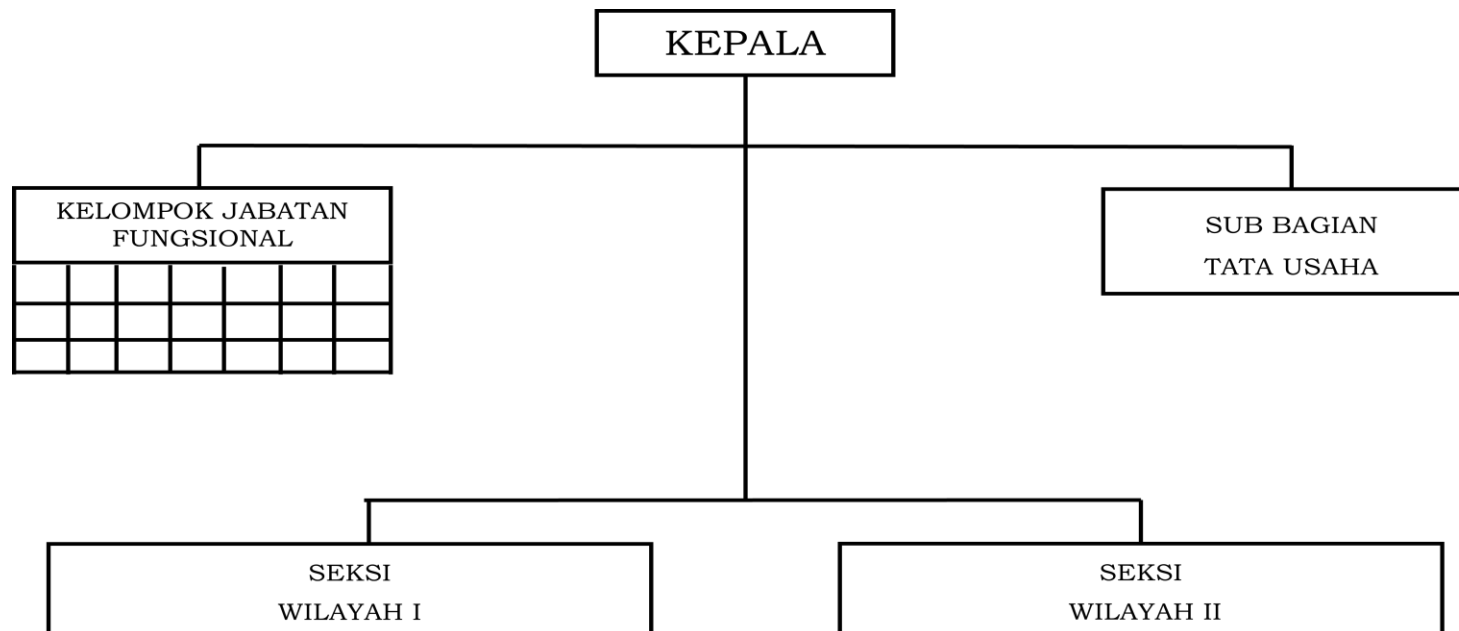 KEPALA
KELOMPOK JABATAN
FUNGSIONAL
SUB BAGIAN
TATA USAHA
SEKSI
WILAYAH I
SEKSI
WILAYAH II